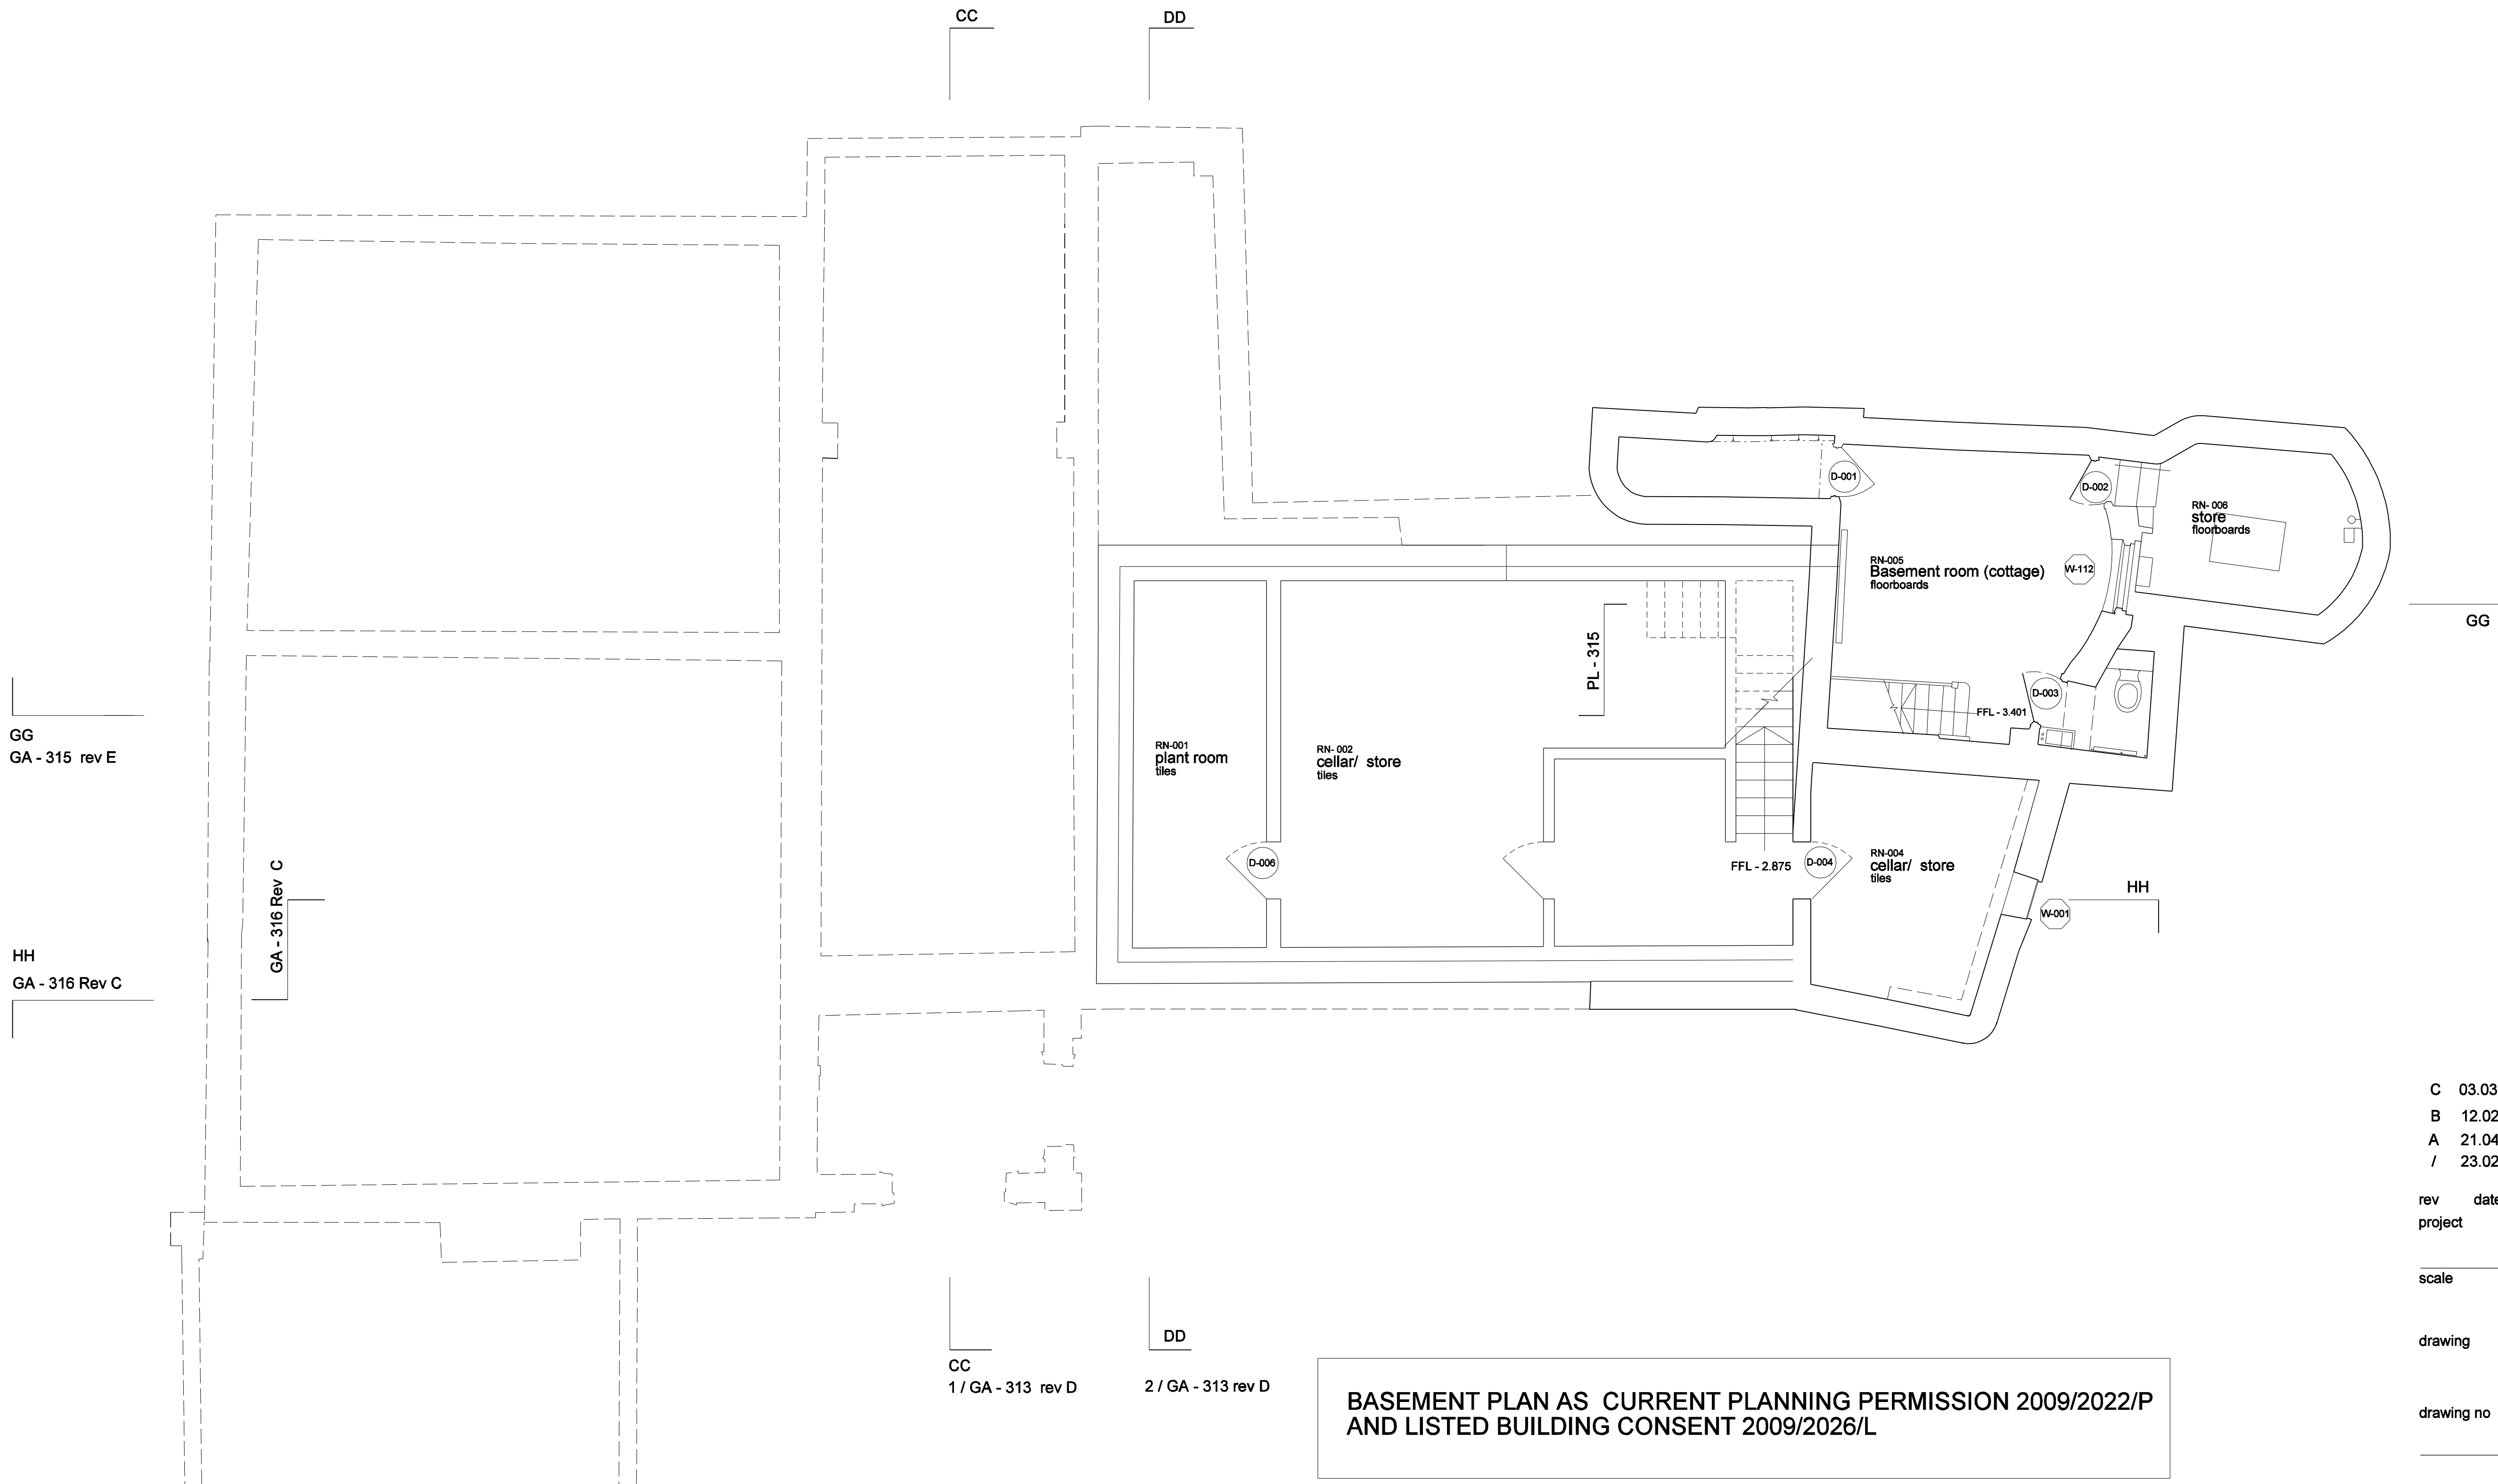 CC
DD
D-001
D-002
RN- 006
store
floorboards
RN-005
Basement room (cottage)
floorboards
W-112
GG
PL - 315
D-003
FFL - 3.401
GG
GA - 315  rev E
RN-001
plant room
tiles
RN- 002
cellar/  store
tiles
D-006
FFL - 2.875
D-004
RN-004
cellar/  store
tiles
HH
W-001
GA - 316 Rev  C
HH
GA - 316 Rev C
C 03.03
B 12.02
A 21.04
/ 23.02
rev date
project
scale
drawing
drawing no
CC
1 / GA - 313  rev D
DD
2 / GA - 313 rev D
BASEMENT PLAN AS  CURRENT PLANNING PERMISSION 2009/2022/P
AND LISTED BUILDING CONSENT 2009/2026/L